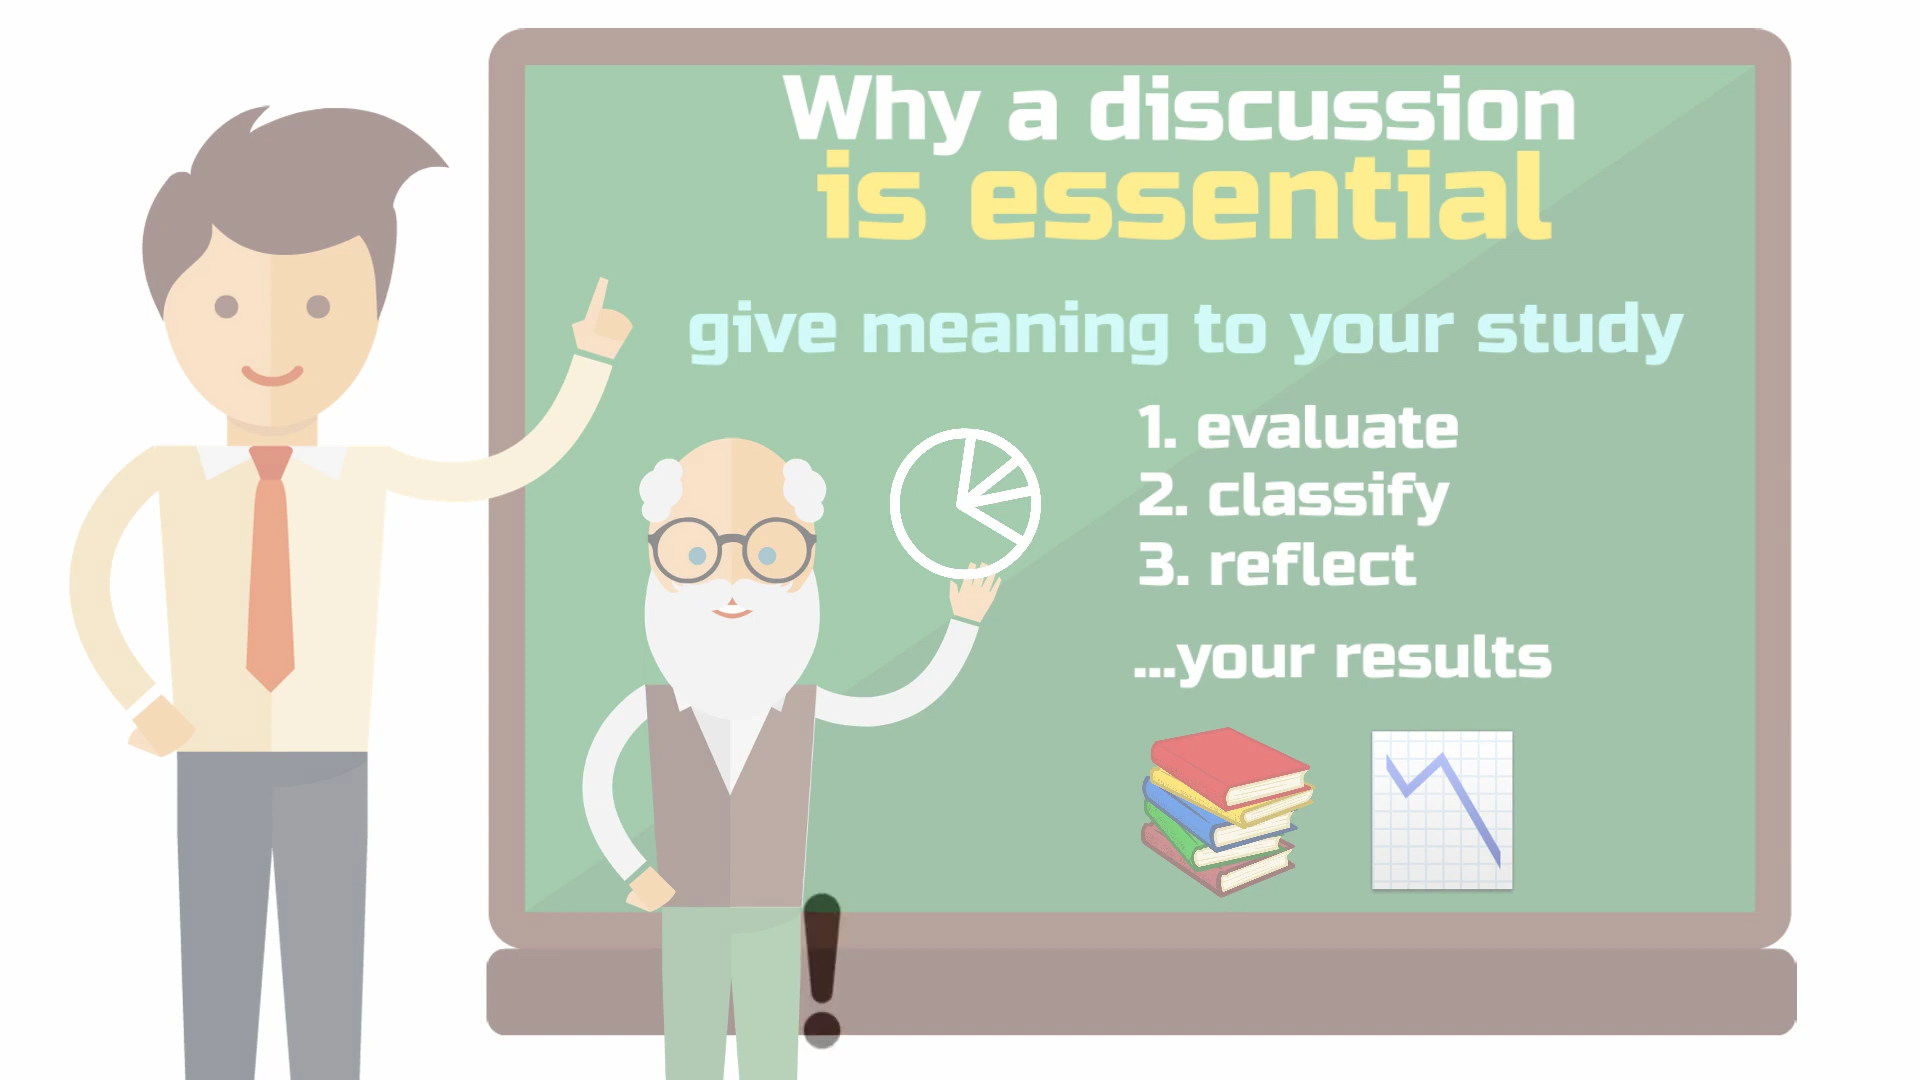 Why a discussion
is essential
give meaning to your study
1. evaluate
2. classify
3. reflect
...your results
!